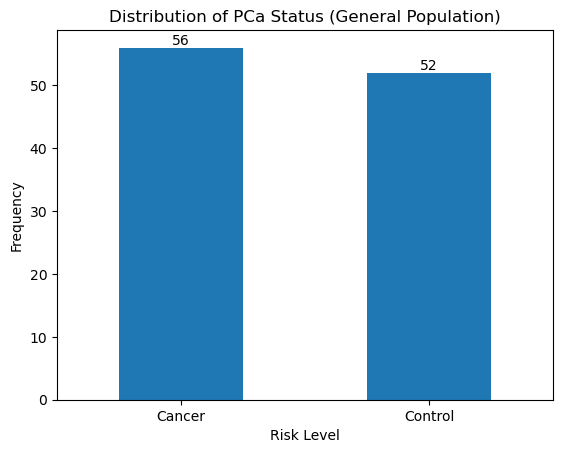 Distribution of PCa Status (General Population)
56
52
50
40
30
20
10
0
Frequency
Cancer
Control
Risk Level